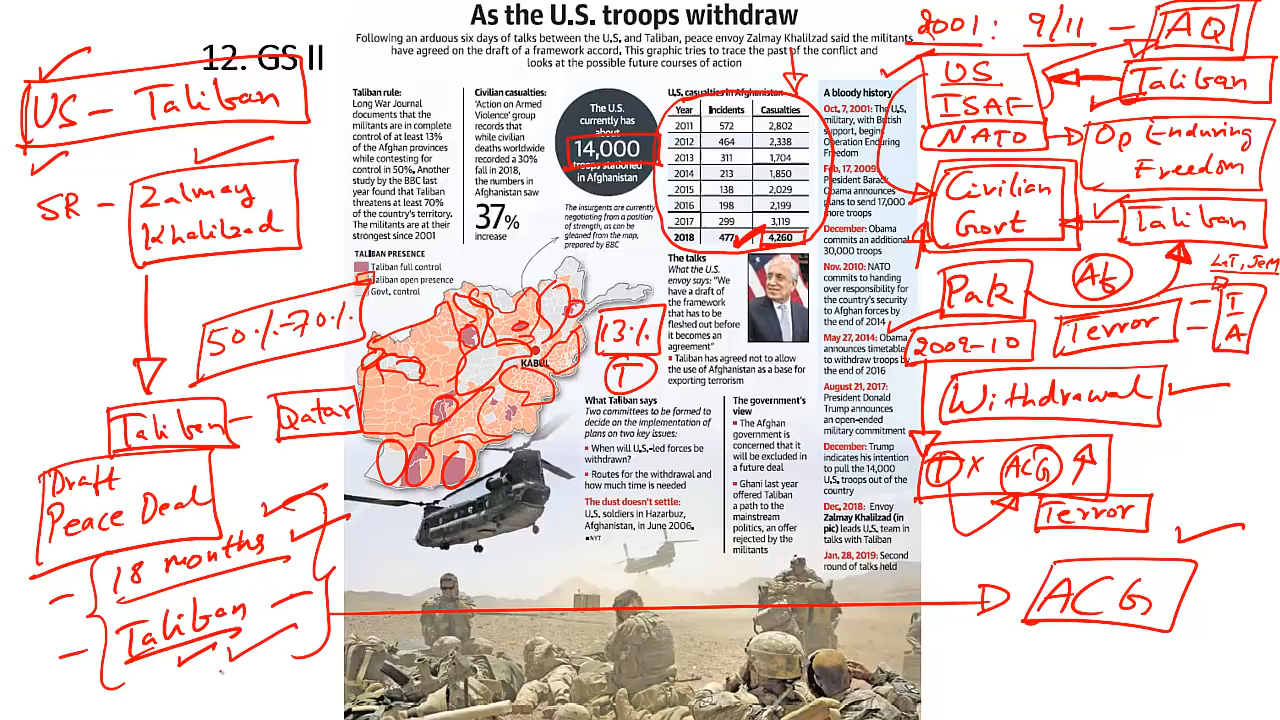 As the U.S. troops withdraw
Following an arduous six days of talks between the U.S. and Taliban, peace envoy Zalmay Khalilzad said the militants
have agreed on the draft of a framework accord. This graphic tries to trace the past of the conflict and
looks at the possible future courses of action
12. GS II
US - Taliban
SR - Zalmay
Khalilzad
50%-70%
Taliban - Qatar
Draft
Peace Deal
- 18 months
- Taliban
Taliban rule:
Long War Journal
documents that the
militants are in complete
control of at least 13%
of the Afghan provinces
while contesting for
control in 50%. Another
study by the BBC last
year found that Taliban
threatens at least 70%
of the country's territory.
The militants are at their
strongest since 2001
Civilian casualties:
'Action on Armed
Violence' group
records that
while civilian
deaths worldwide
recorded a 30%
fall in 2018,
the numbers in
Afghanistan saw
37%
increase
The U.S.
currently has
about
14,000
troops stationed
in Afghanistan
The insurgents are currently
negotiating from a position
of strength, as can be
gleaned from the map,
prepared by BBC
U.S. casualties in Afghanistan
Year Incidents Casualties
2011 572 2,802
2012 464 2,338
2013 311 1,704
2014 213 1,850
2015 138 2,029
2016 198 2,199
2017 299 3,119
2018 477 4,260
TALIBAN PRESENCE
Taliban full control
Taliban open presence
Govt. control
KABUL
13%
T
The talks
What the U.S.
envoy says: "We
have a draft of
the framework
that has to be
fleshed out before
it becomes an
agreement"
Taliban has agreed not to allow
the use of Afghanistan as a base for
exporting terrorism
What Taliban says
Two committees to be formed to
decide on the implementation of
plans on two key issues:
When will U.S.-led forces be
withdrawn?
Routes for the withdrawal and
how much time is needed
The dust doesn't settle:
U.S. soldiers in Hazarbuz,
Afghanistan, in June 2006.
NYT
The government's
view
The Afghan
government is
concerned that it
will be excluded in
a future deal
Ghani last year
offered Taliban
a path to the
mainstream
politics, an offer
rejected by the
militants
A bloody history
Oct, 7, 2001: The U.S.
military, with British
support, begins
Operation Enduring
Freedom
Feb, 17, 2009:
President Barack
Obama announces
plans to send 17,000
more troops
December: Obama
commits an additional
30,000 troops
Nov. 2010: NATO
commits to handing
over responsibility for
the country's security
to Afghan forces by
the end of 2014
May 27, 2014: Obama
announces timetable
to withdraw troops by
the end of 2016
August 21, 2017:
President Donald
Trump announces
an open-ended
military commitment
December: Trump
indicates his intention
to pull the 14,000
U.S. troops out of the
country
Dec, 2018: Envoy
Zalmay Khalilzad (in
pic) leads U.S. team in
talks with Taliban
Jan. 28, 2019: Second
round of talks held
2001: 9/11 - AQ
US
ISAF
NATO
Taliban
Op Enduring
Freedom
Civilian
Govt
Taliban
Pak
Af
LeT, JeM
Terror - I
- A
2009-10
Withdrawal
T x ACG
Terror
ACG